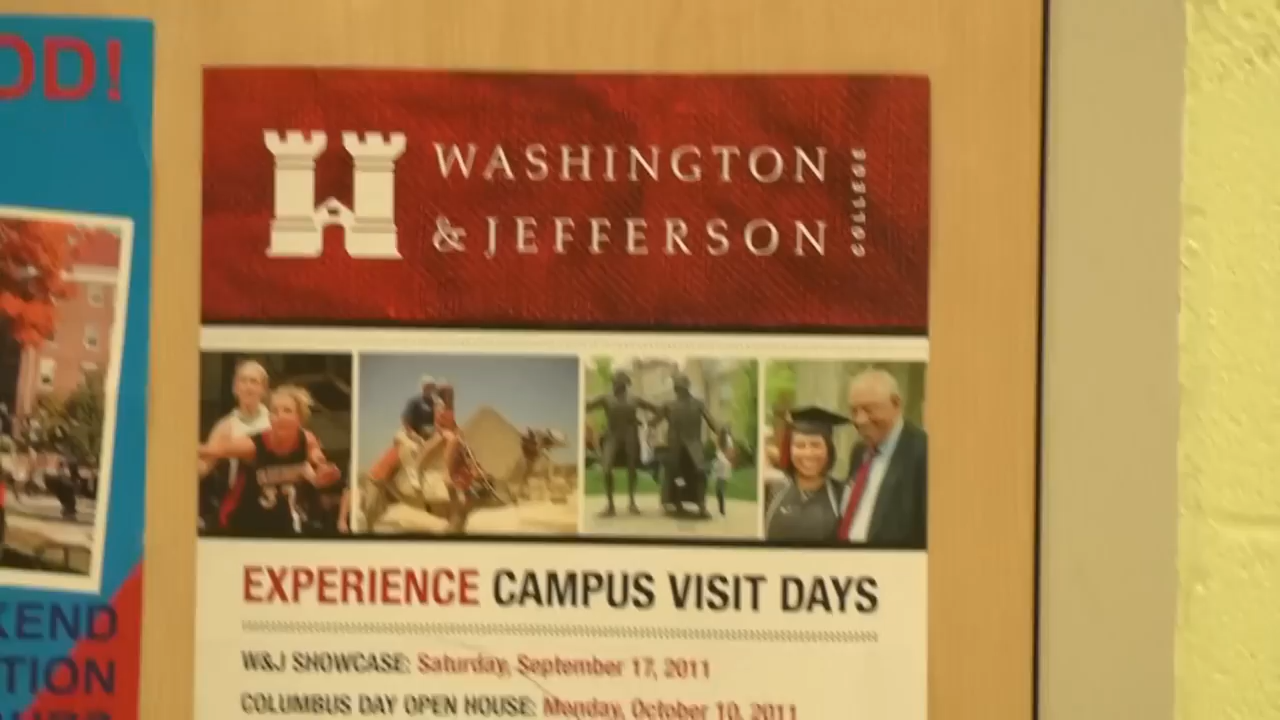 OD!
WASHINGTON
& JEFFERSON
COLLEGE
37
EXPERIENCE CAMPUS VISIT DAYS
W&J SHOWCASE: Saturday, September 17, 2011
COLUMBUS DAY OPEN HOUSE: Monday, October 10, 2011
KEND
TION